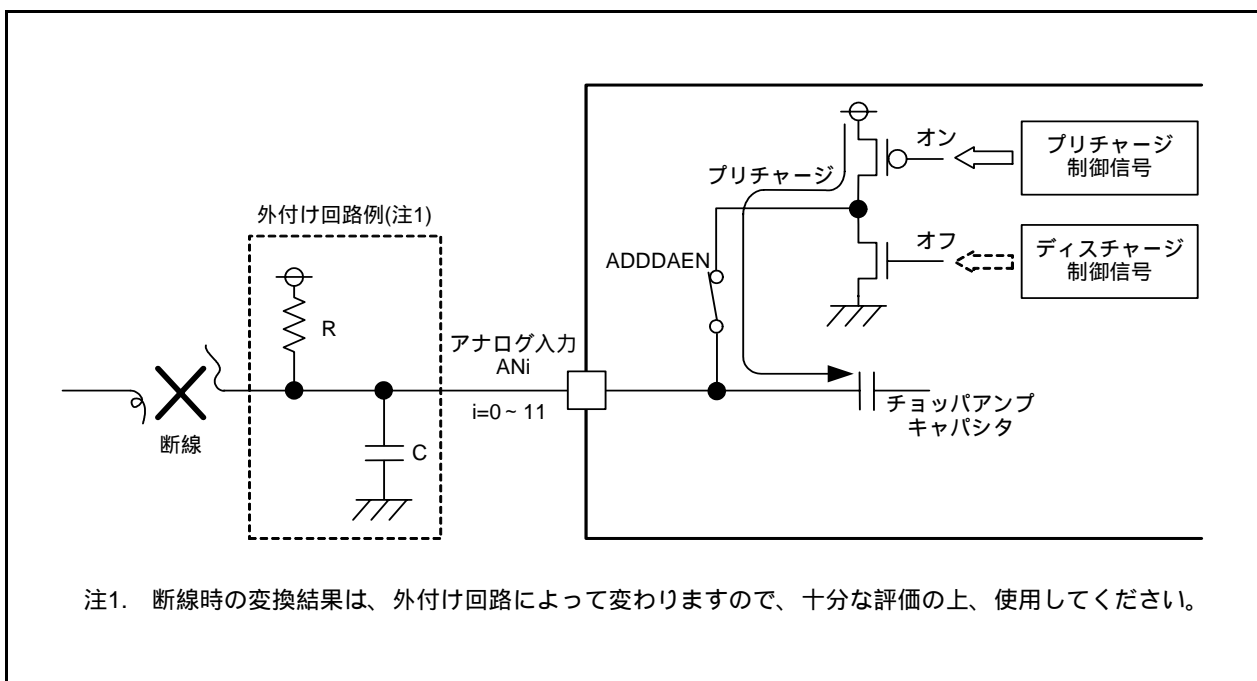 外付け回路例(注1)
R
C
断線
アナログ入力
ANi
i=0～11
ADDDAEN
プリチャージ
オン
オフ
プリチャージ
制御信号
ディスチャージ
制御信号
チョッパアンプ
キャパシタ
注1. 断線時の変換結果は、外付け回路によって変わりますので、十分な評価の上、使用してください。